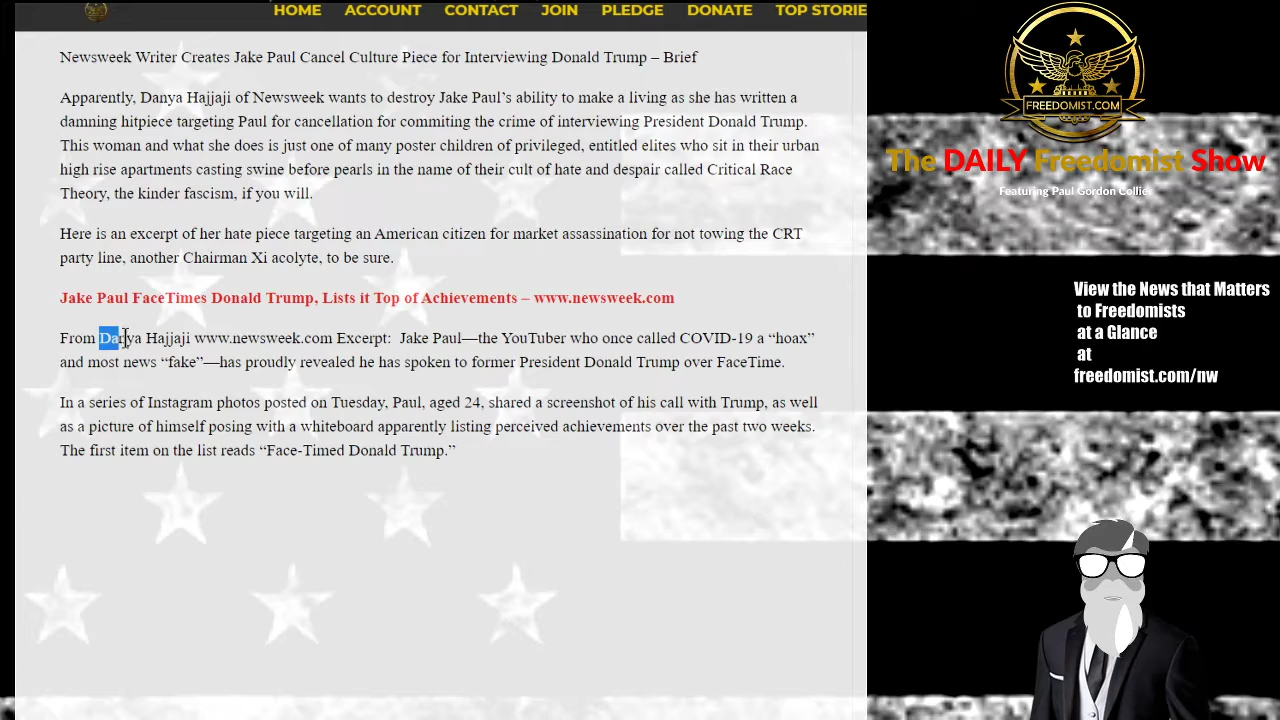 HOME ACCOUNT CONTACT JOIN PLEDGE DONATE TOP STORIE
Newsweek Writer Creates Jake Paul Cancel Culture Piece for Interviewing Donald Trump – Brief
Apparently, Danya Hajjaji of Newsweek wants to destroy Jake Paul’s ability to make a living as she has written a
damning hitpiece targeting Paul for cancelation for committing the crime of interviewing President Donald Trump.
This woman and what she does is just one of many poster children of privileged, entitled elites who sit in their urban
high rise apartments casting swine before pearls in the name of their cult of hate and despair called Critical Race
Theory, the kinder fascism, if you will.
Here is an excerpt of her hate piece targeting an American citizen for market assassination for not towing the CRT
party line, another Chairman Xi acolyte, to be sure.
Jake Paul FaceTimes Donald Trump, Lists it Top of Achievements – www.newsweek.com
From Danya Hajjaji www.newsweek.com Excerpt: Jake Paul—the YouTuber who once called COVID-19 a “hoax”
and most news “fake”—has proudly revealed he has spoken to former President Donald Trump over FaceTime.
In a series of Instagram photos posted on Tuesday, Paul, aged 24, shared a screenshot of his call with Trump, as well
as a picture of himself posing with a whiteboard apparently listing perceived achievements over the past two weeks.
The first item on the list reads “Face-Timed Donald Trump.”
FREEDOMIST.COM
The DAILY Freedomist Show
Featuring Paul Gordon Collie
View the News that Matters
to Freedomists
at a Glance
at
freedomist.com/nw